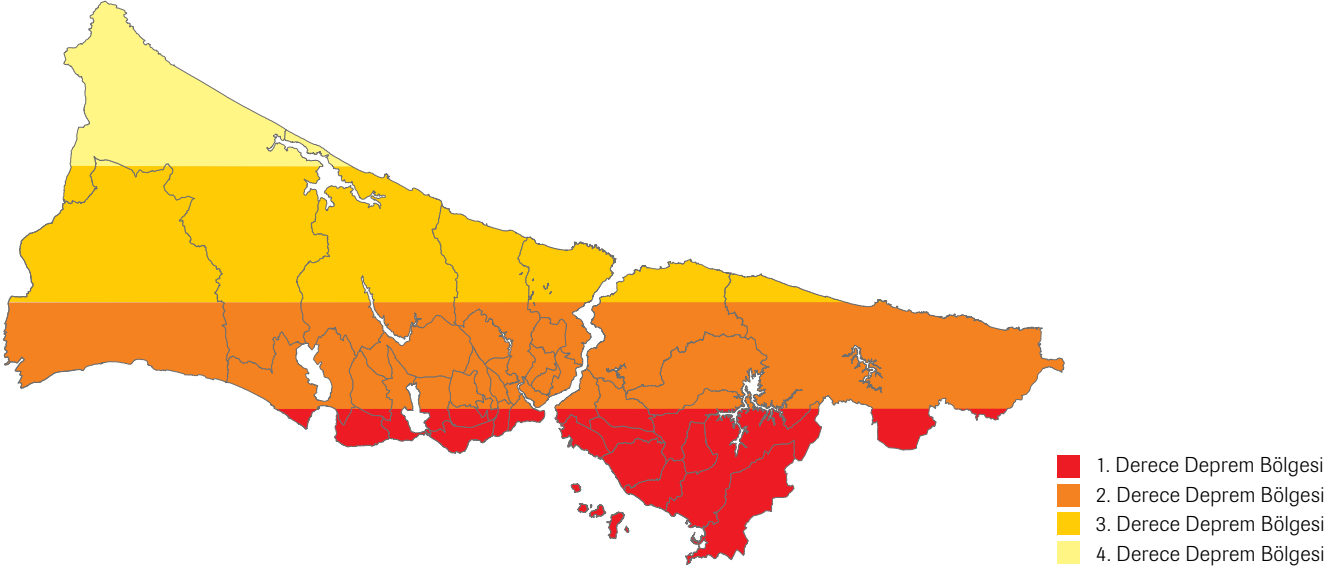 1. Derece Deprem Bölgesi
2. Derece Deprem Bölgesi
3. Derece Deprem Bölgesi
4. Derece Deprem Bölgesi